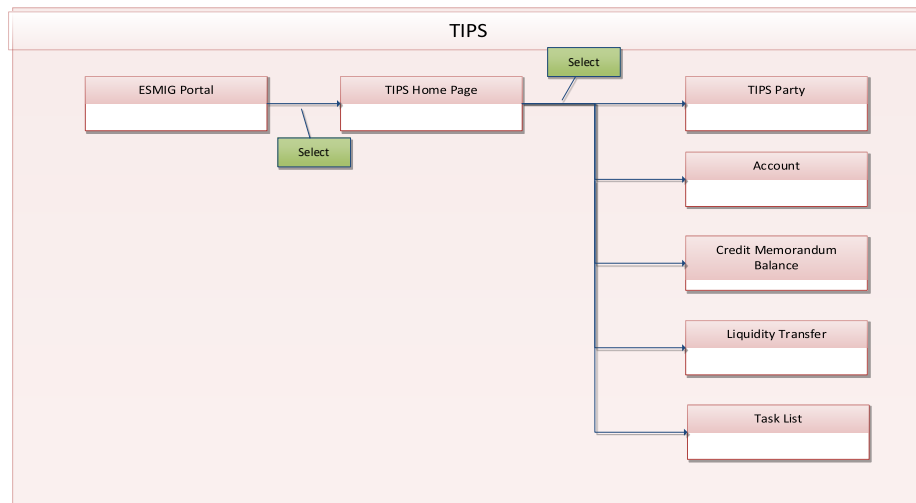 TIPS
Select
ESMIG Portal
TIPS Home Page
TIPS Party
Select
Account
Credit Memorandum
Balance
Liquidity Transfer
Task List